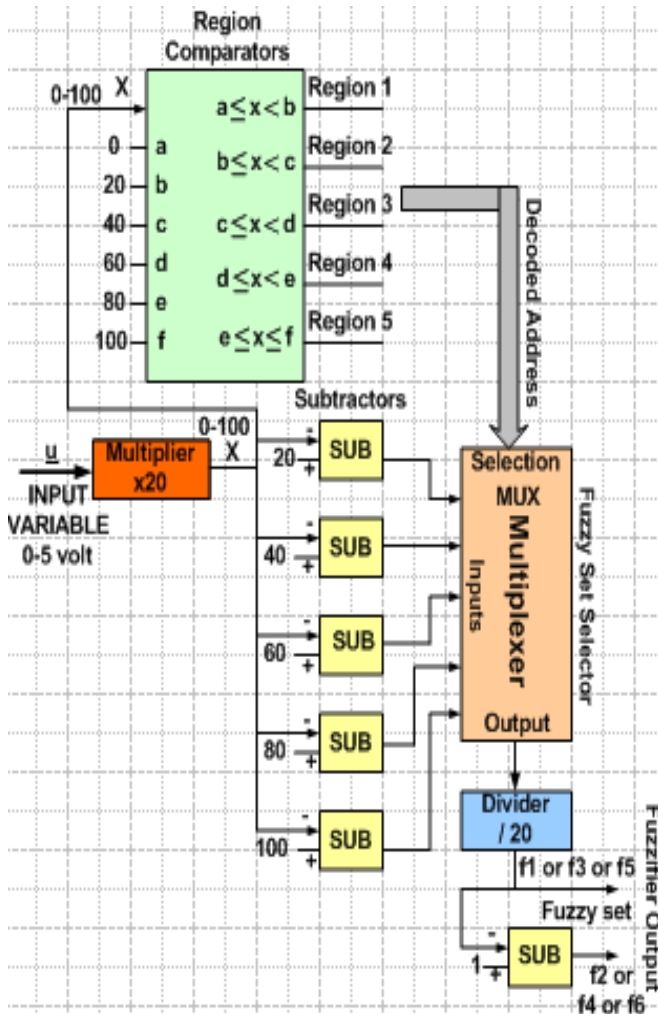 Region
Comparators
0-100
X
a≤x<b
Region 1
0
a
b≤x<c
Region 2
20
b
40
c
c≤x<d
Region 3
60
d
d≤x<e
Region 4
80
e
100
f
e≤x≤f
Region 5
Decoded Address
Subtractors
0-100
X
u
Multiplier
x20
INPUT
VARIABLE
0-5 volt
-
20
+
SUB
-
40
+
SUB
-
60
+
SUB
-
80
+
SUB
-
100
+
SUB
Selection
MUX
Multiplexer
Inputs
Output
Fuzzy Set Selector
Divider
/ 20
f1 or f3 or f5
Fuzzy set
-
1
+
SUB
f2 or
f4 or f6
Fuzzifier Output